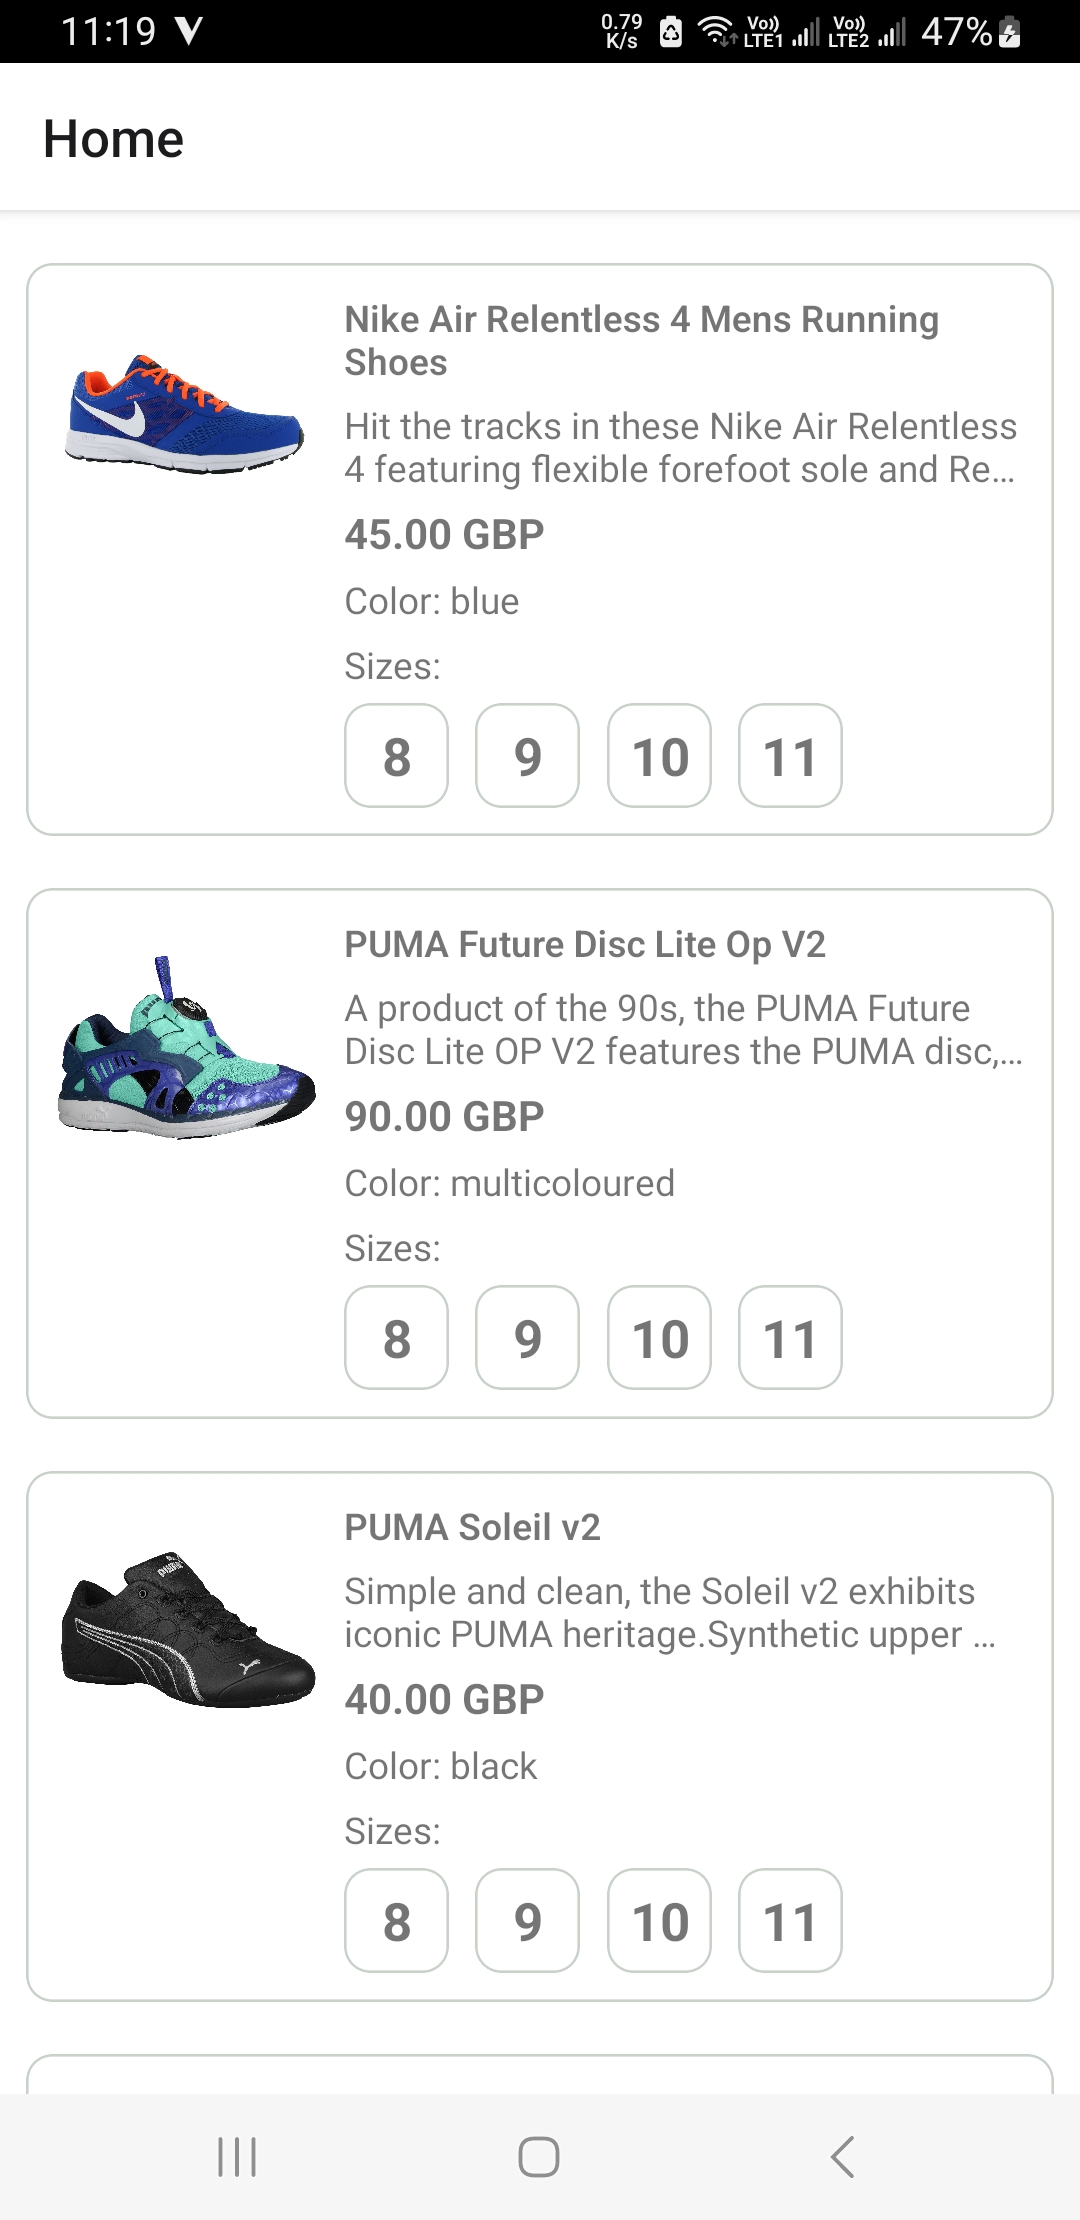 11:19
0.79
K/s
Vo)) LTE1
Vo)) LTE2
47%
Home
Nike Air Relentless 4 Mens Running
Shoes
Hit the tracks in these Nike Air Relentless
4 featuring flexible forefoot sole and Re...
45.00 GBP
Color: blue
Sizes:
8 9 10 11
PUMA Future Disc Lite Op V2
A product of the 90s, the PUMA Future
Disc Lite OP V2 features the PUMA disc,...
90.00 GBP
Color: multicoloured
Sizes:
8 9 10 11
PUMA Soleil v2
Simple and clean, the Soleil v2 exhibits
iconic PUMA heritage.Synthetic upper ...
40.00 GBP
Color: black
Sizes:
8 9 10 11